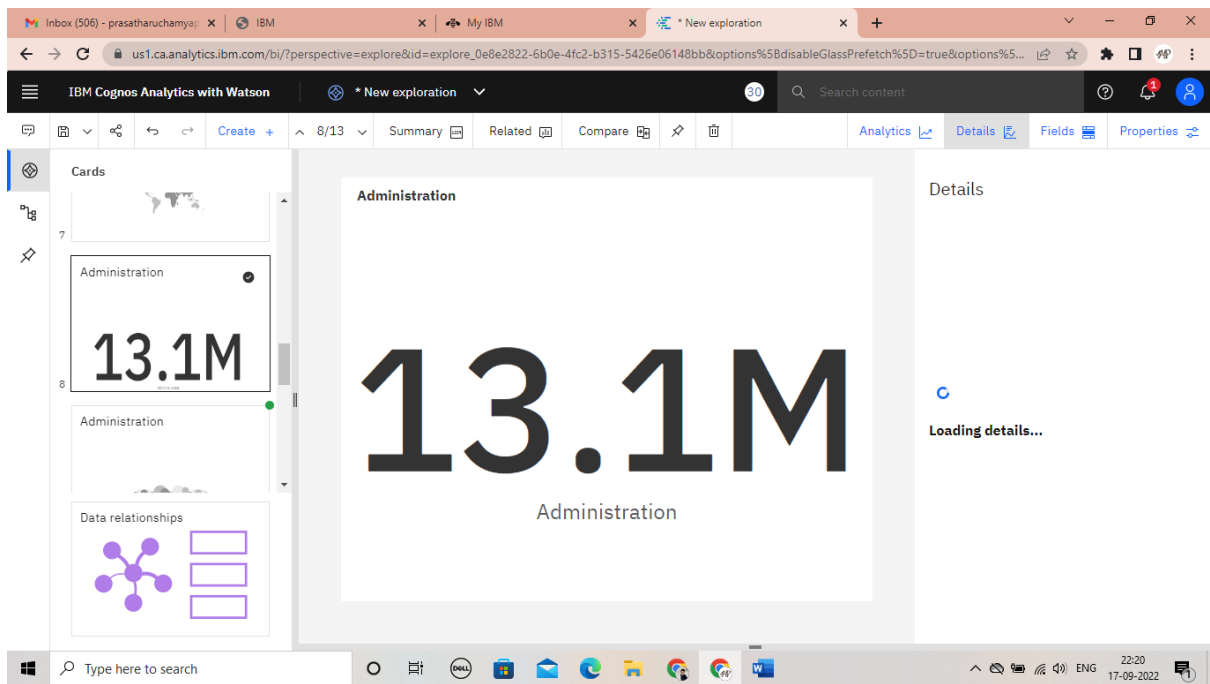 Inbox (506) - prasatharuchamyap
IBM
My IBM
* New exploration
us1.ca.analytics.ibm.com/bi/?perspective=explore&id=explore_0e8e2822-6b0e-4fc2-b315-5426e06148bb&options%5BdisableGlassPrefetch%5D=true&options%5...
IBM Cognos Analytics with Watson
* New exploration
30
Search content
1
Create +
8/13
Summary
Related
Compare
Analytics
Details
Fields
Properties
Cards
7
Administration
13.1M
8
Administration
Data relationships
Administration
13.1M
Administration
Details
Loading details...
Type here to search
DELL
ENG
22:20
17-09-2022
1